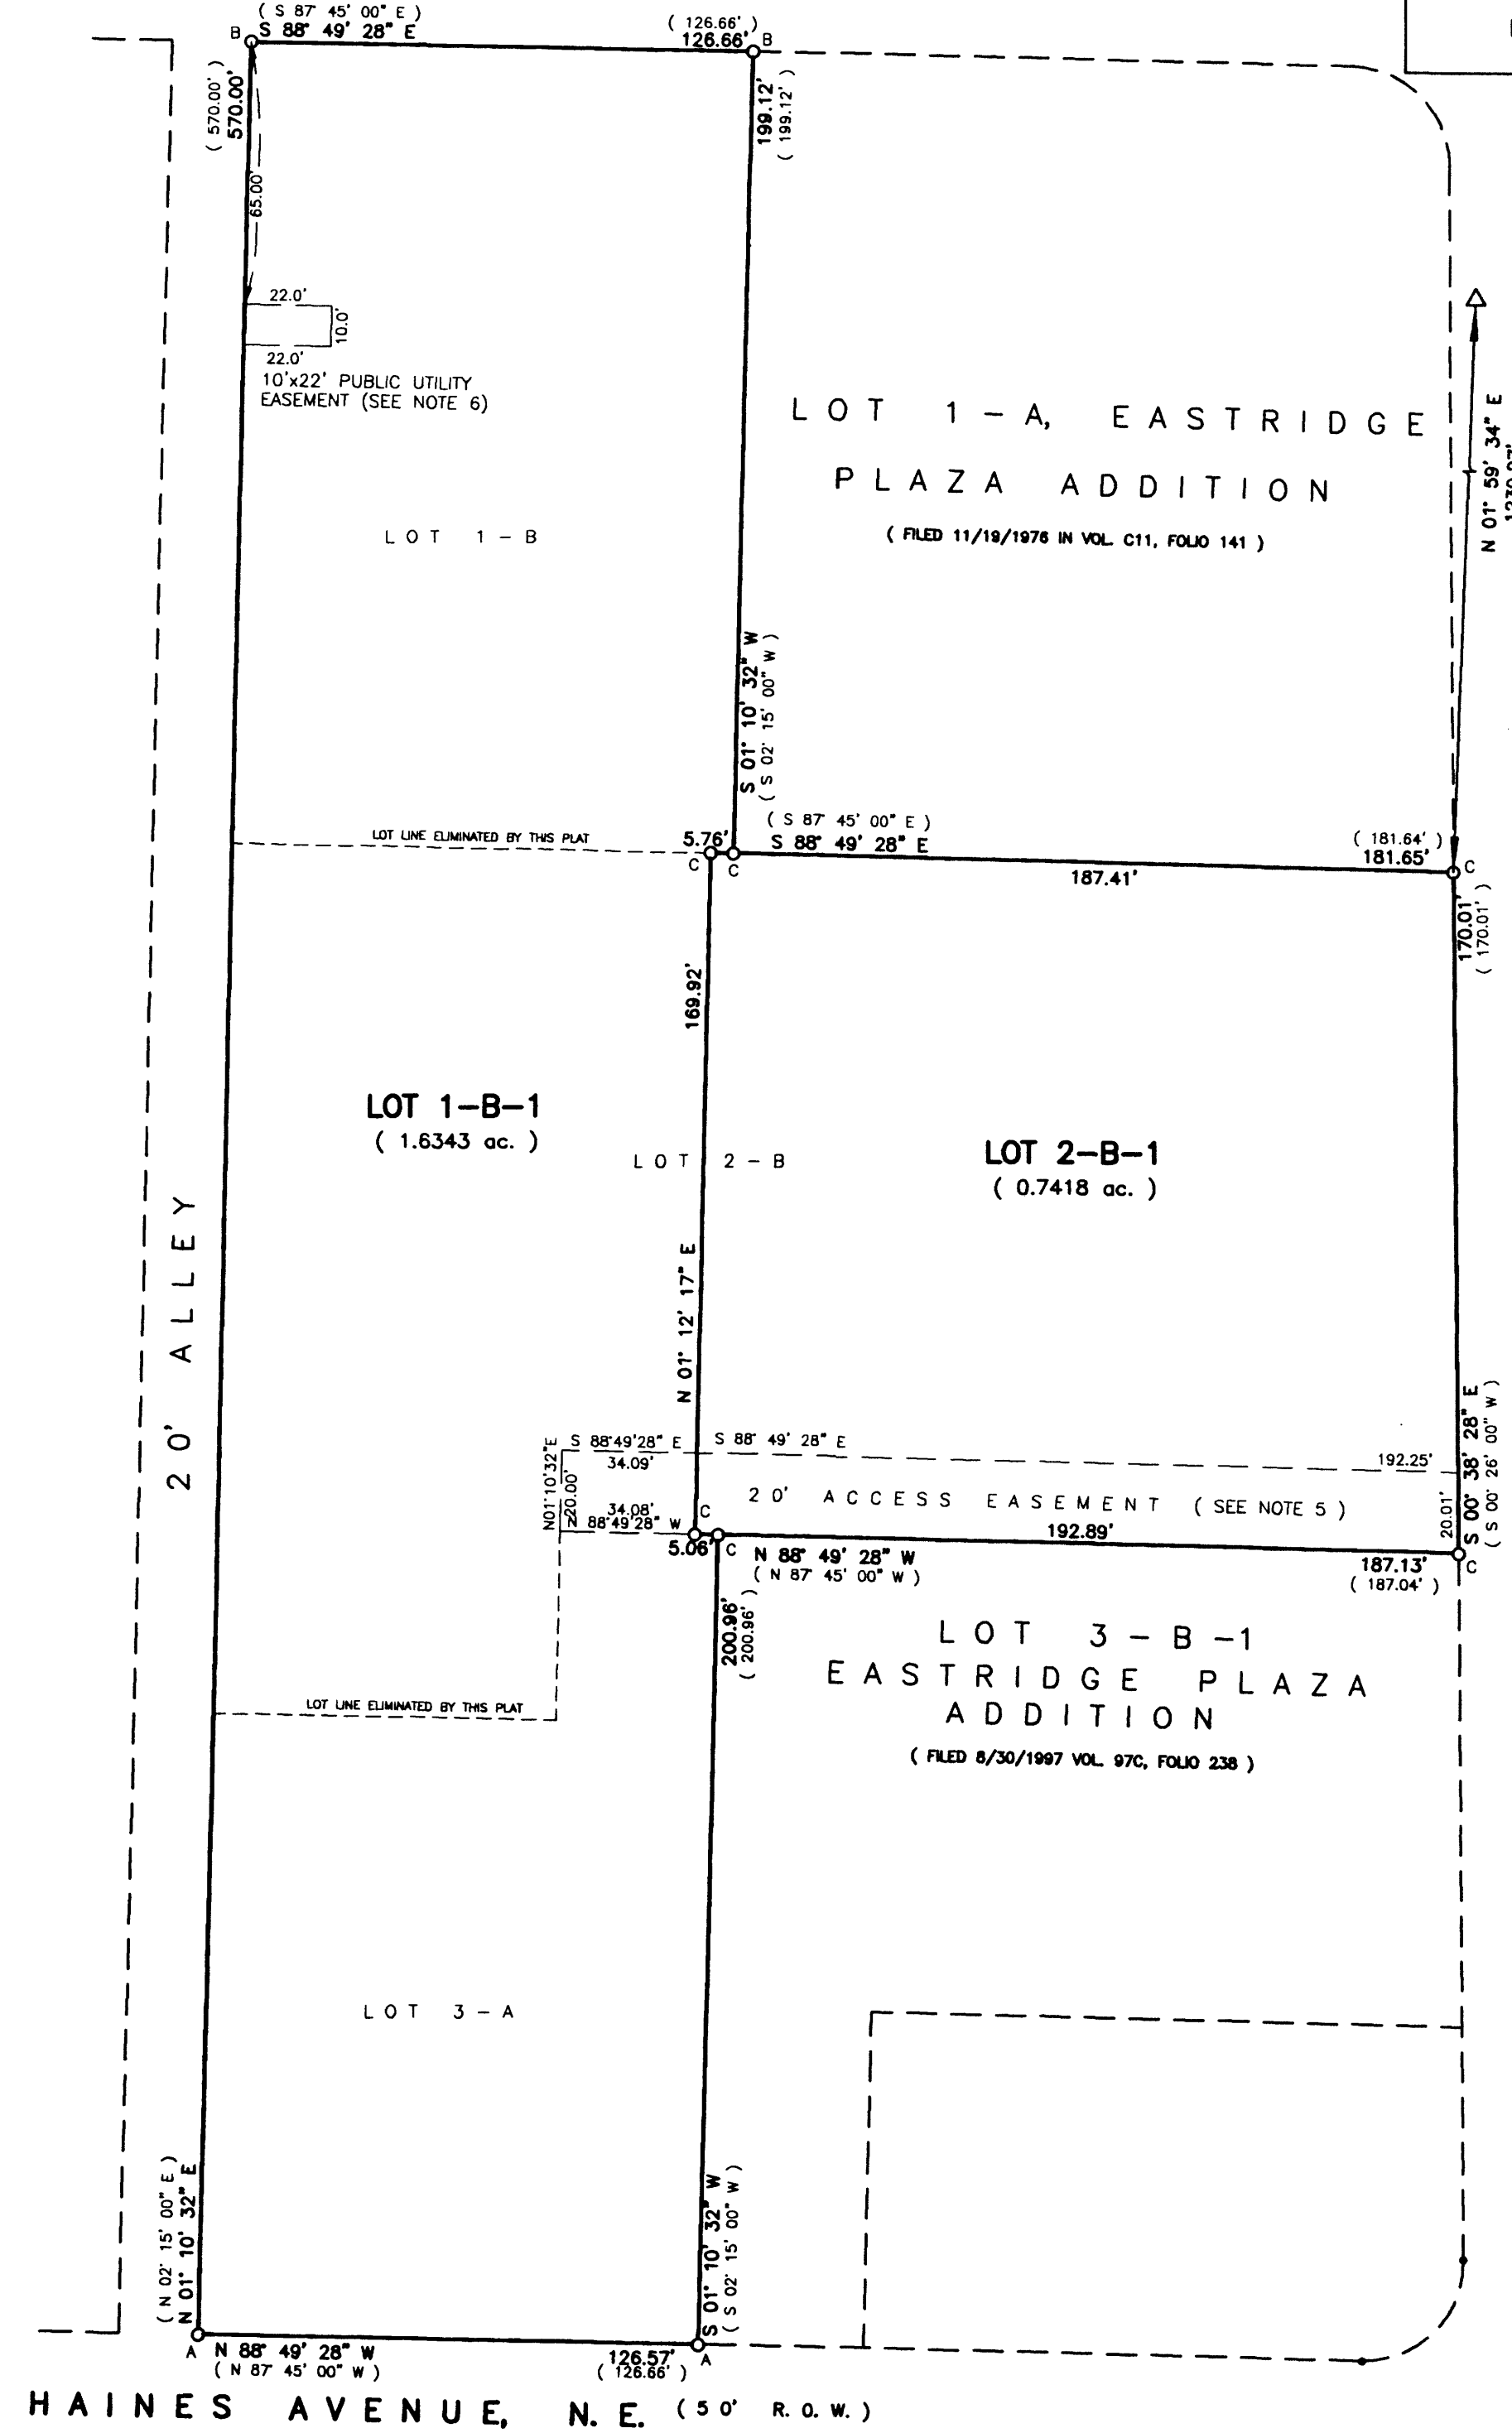 ( S 87° 45' 00" E )
B S 88° 49' 28" E
( 126.66' )
126.66' B
( 570.00' )
570.00'
199.12'
( 199.12' )
65.00'
22.0'
10.0'
22.0'
10'x22' PUBLIC UTILITY
EASEMENT (SEE NOTE 6)
LOT 1-A, EASTRIDGE
PLAZA ADDITION
( FILED 11/19/1976 IN VOL. C11, FOLIO 141 )
N 01° 59' 34" E
LOT 1-B
S 01° 10' 32" W
( S 02° 15' 00" W )
LOT LINE ELIMINATED BY THIS PLAT
5.76'
C
C
( S 87° 45' 00" E )
S 88° 49' 28" E
187.41'
( 181.64' )
181.65'
C
170.01'
( 170.01' )
169.92'
LOT 1-B-1
( 1.6343 ac. )
LOT 2-B
LOT 2-B-1
( 0.7418 ac. )
20' ALLEY
N 01° 12' 17" E
S 00° 38' 28" E
( S 00° 26' 00" W )
N01°10'32"E
20.00'
S 88°49'28" E
34.09'
S 88° 49' 28" E
192.25'
20' ACCESS EASEMENT ( SEE NOTE 5 )
20.01'
34.08'
N 88°49'28" W
C
5.06'
C
192.89'
N 88° 49' 28" W
( N 87° 45' 00" W )
187.13'
( 187.04' )
C
200.96'
( 200.96' )
LOT 3-B-1
EASTRIDGE PLAZA
ADDITION
( FILED 8/30/1997 VOL. 97C, FOLIO 238 )
LOT LINE ELIMINATED BY THIS PLAT
LOT 3-A
( N 02° 15' 00" E )
N 01° 10' 32" E
S 01° 10' 32" W
( S 02° 15' 00" W )
A N 88° 49' 28" W
( N 87° 45' 00" W )
126.57'
( 126.66' )
A
HAINES AVENUE, N. E. ( 50' R. O. W. )